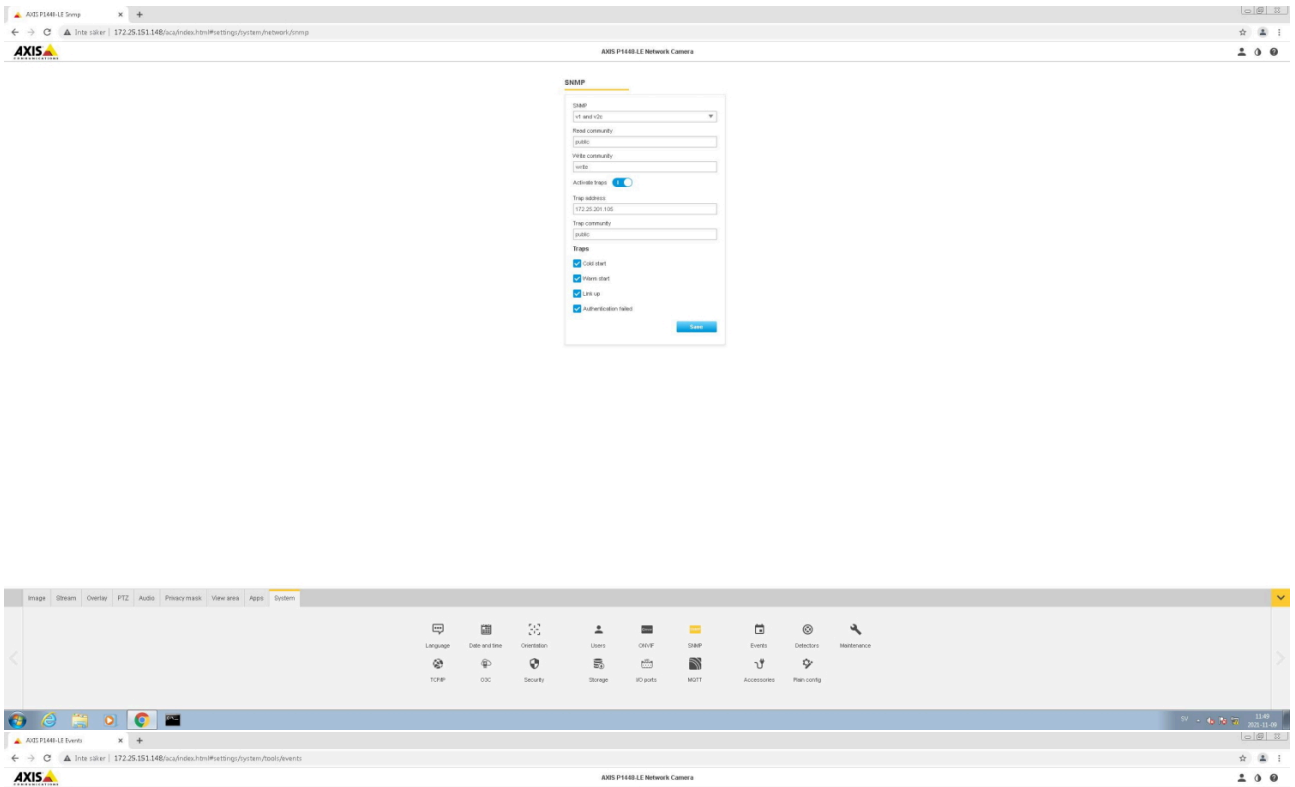 AXIS P1448-LE Snmp
Inte säker | 172.25.151.148/aca/index.html#settings/system/network/snmp
AXIS
COMMUNICATIONS
AXIS P1448-LE Network Camera
SNMP
SNMP
v1 and v2c
Read community
public
Write community
write
Activate traps
Trap address
172.25.201.106
Trap community
public
Traps
Cold start
Warm start
Link up
Authentication failed
Save
Image Stream Overlay PTZ Audio Privacy mask View area Apps System
Language Date and time Orientation Users ONVIF SNMP Events Detectors Maintenance
TCP/IP O3C Security Storage I/O ports MQTT Accessories Plain config
SV
11:49
2025-11-09
AXIS P1448-LE Events
Inte säker | 172.25.151.148/aca/index.html#settings/system/tools/events
AXIS
COMMUNICATIONS
AXIS P1448-LE Network Camera